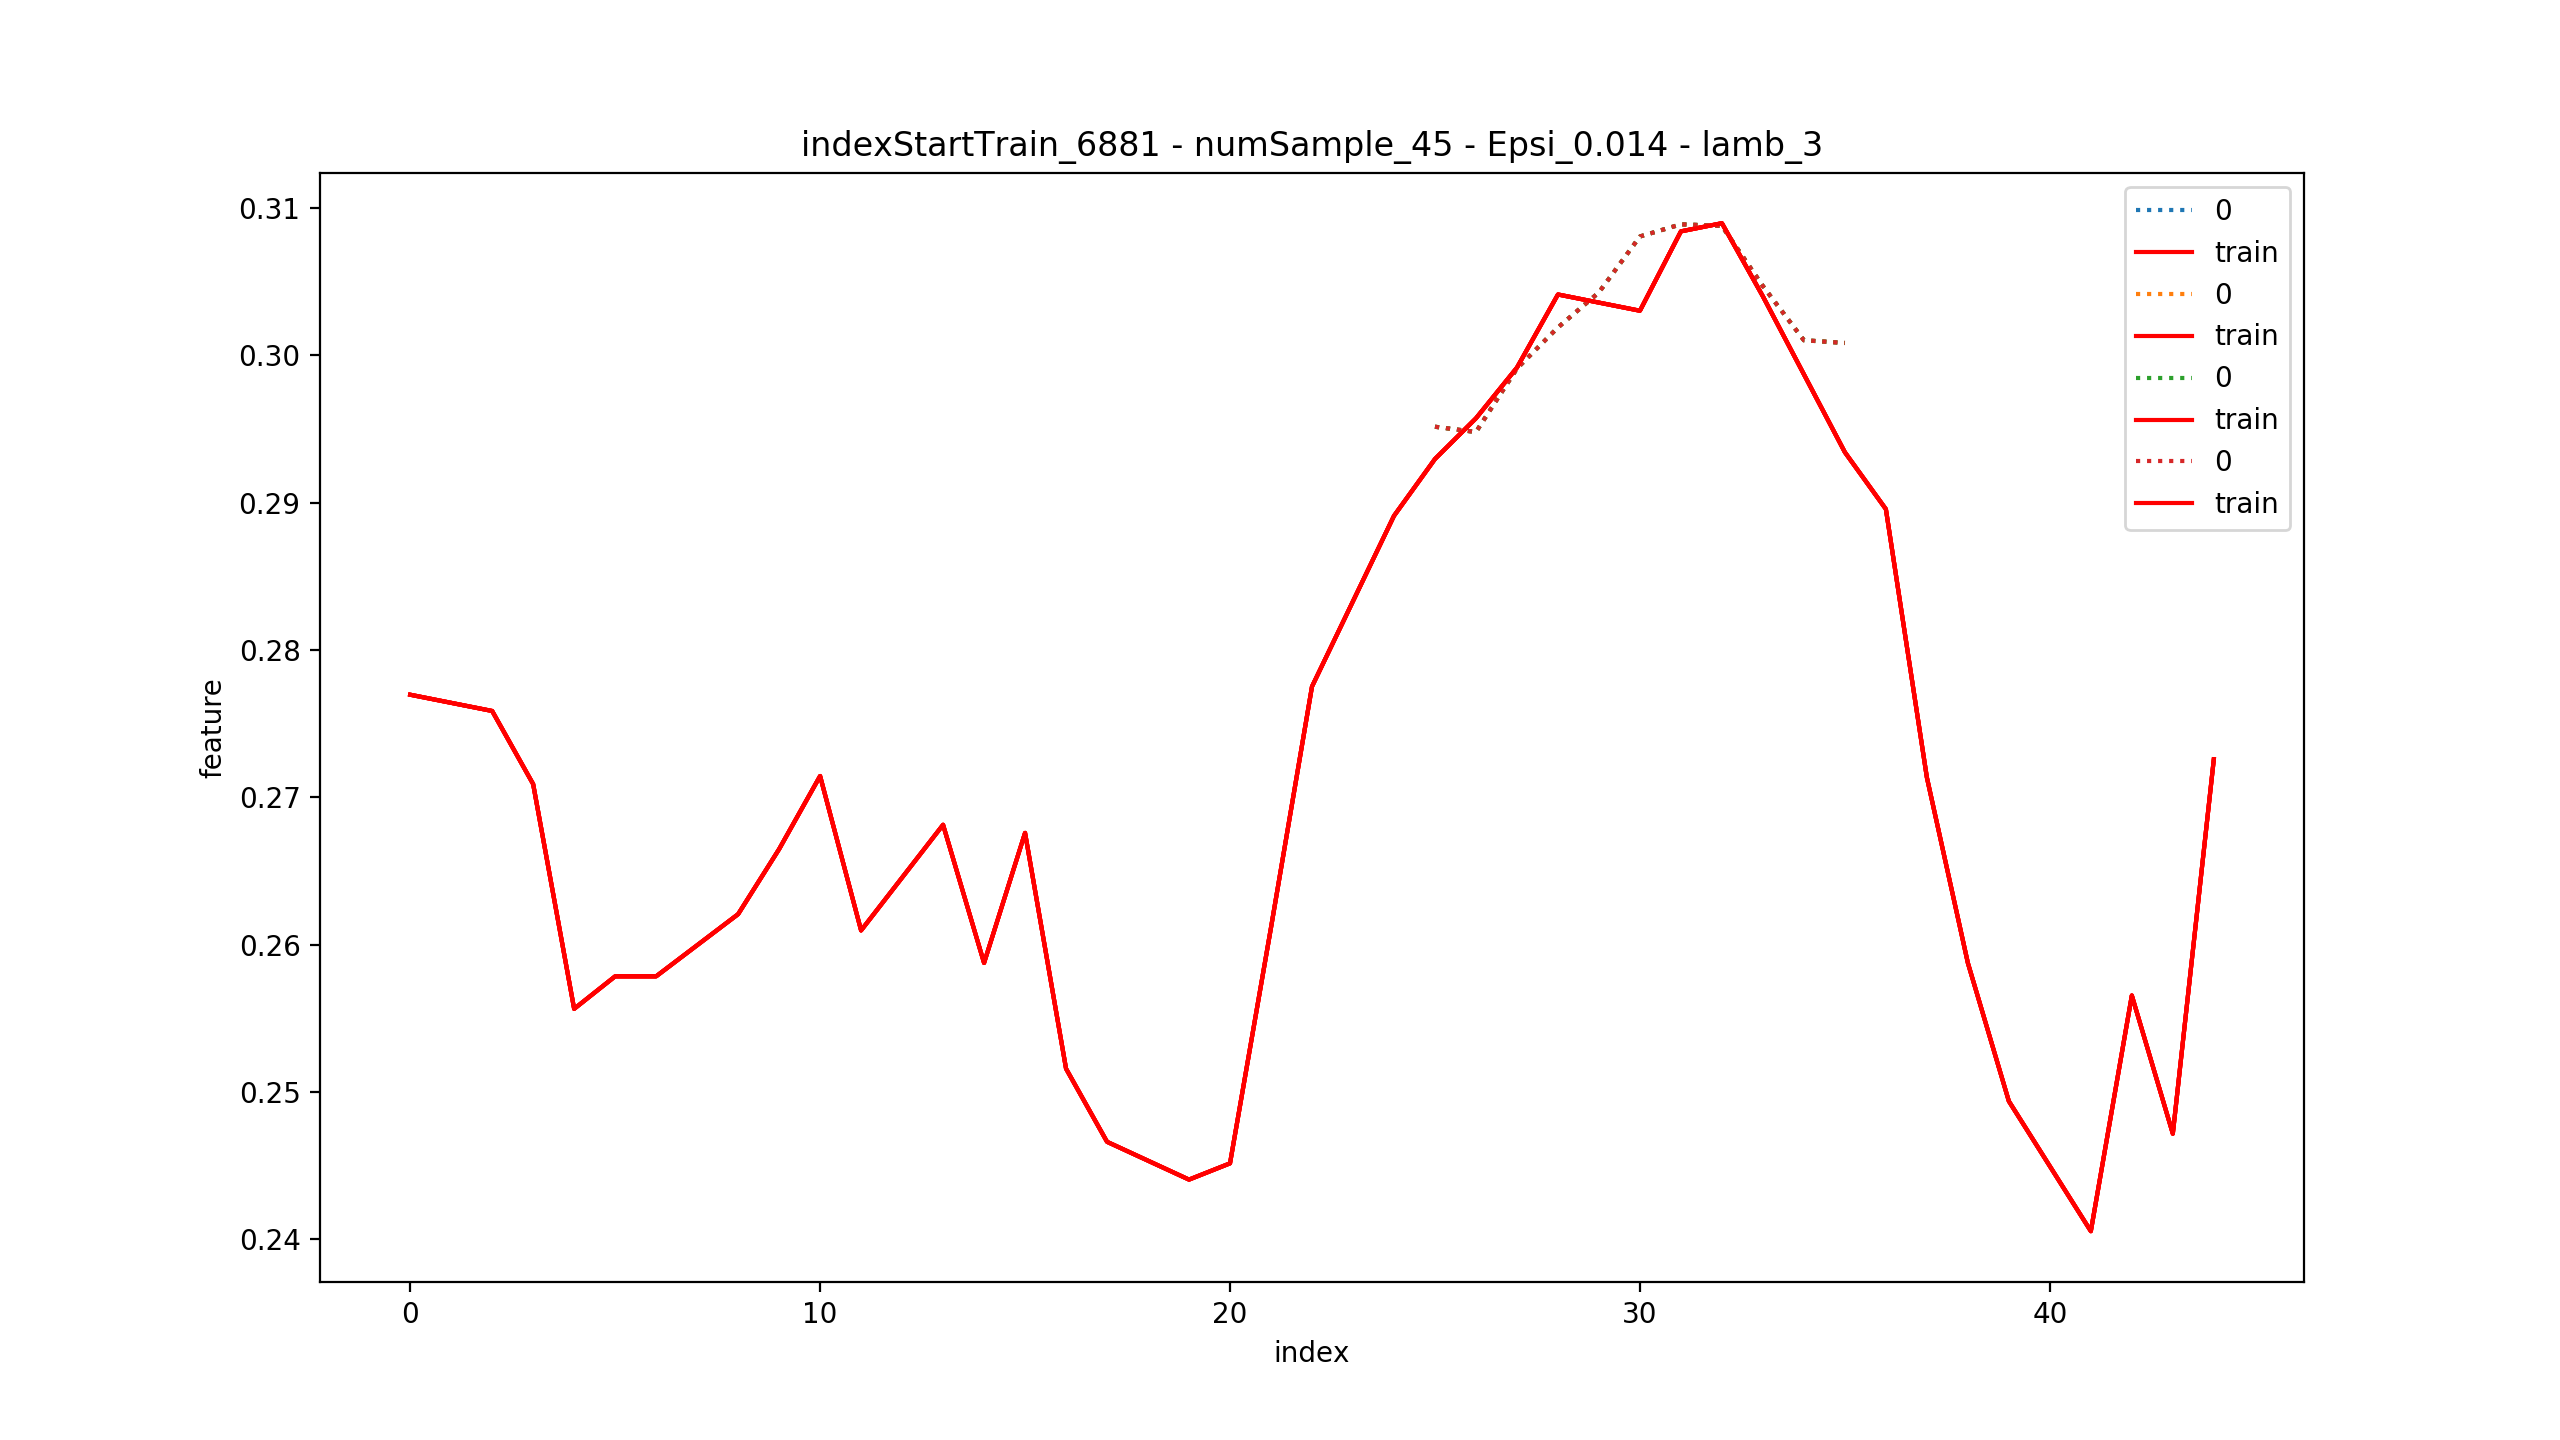 indexStartTrain_6881 - numSample_45 - Epsi_0.014 - lamb_3
0.31
0.30
0.29
0.28
0.27
0.26
0.25
0.24
feature
0
train
0
train
0
train
0
train
0 10 20 30 40
index